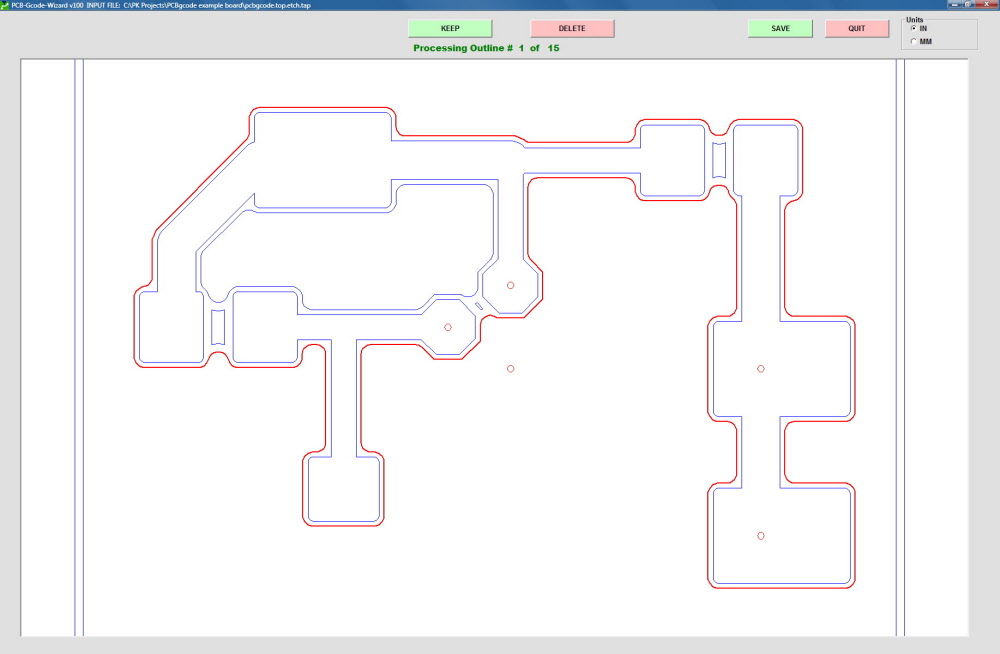 PCB-Gcode-Wizard v100 INPUT FILE: C:\PK Projects\PCBgcode example board\pcbgcode.top.etch.tap
KEEP DELETE SAVE QUIT
Units
IN
MM
Processing Outline # 1 of 15